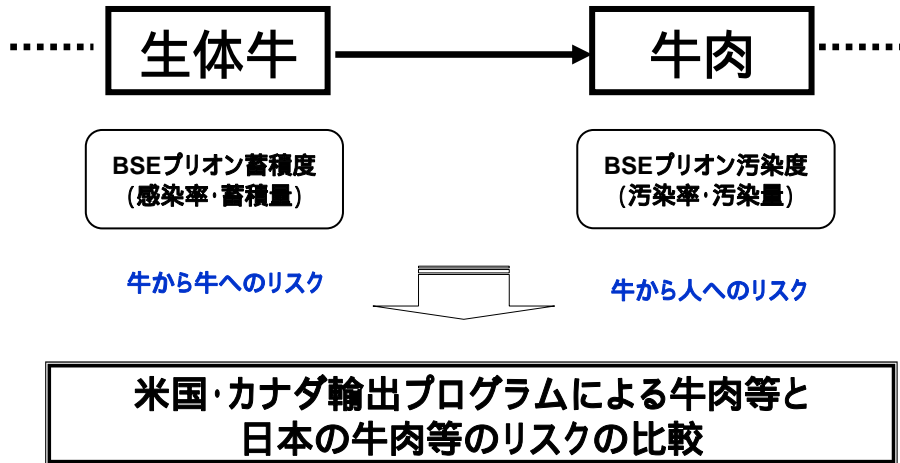 生体牛
牛肉
BSEプリオン蓄積度
(感染率・蓄積量)
BSEプリオン汚染度
(汚染率・汚染量)
牛から牛へのリスク
牛から人へのリスク
米国・カナダ輸出プログラムによる牛肉等と
日本の牛肉等のリスクの比較